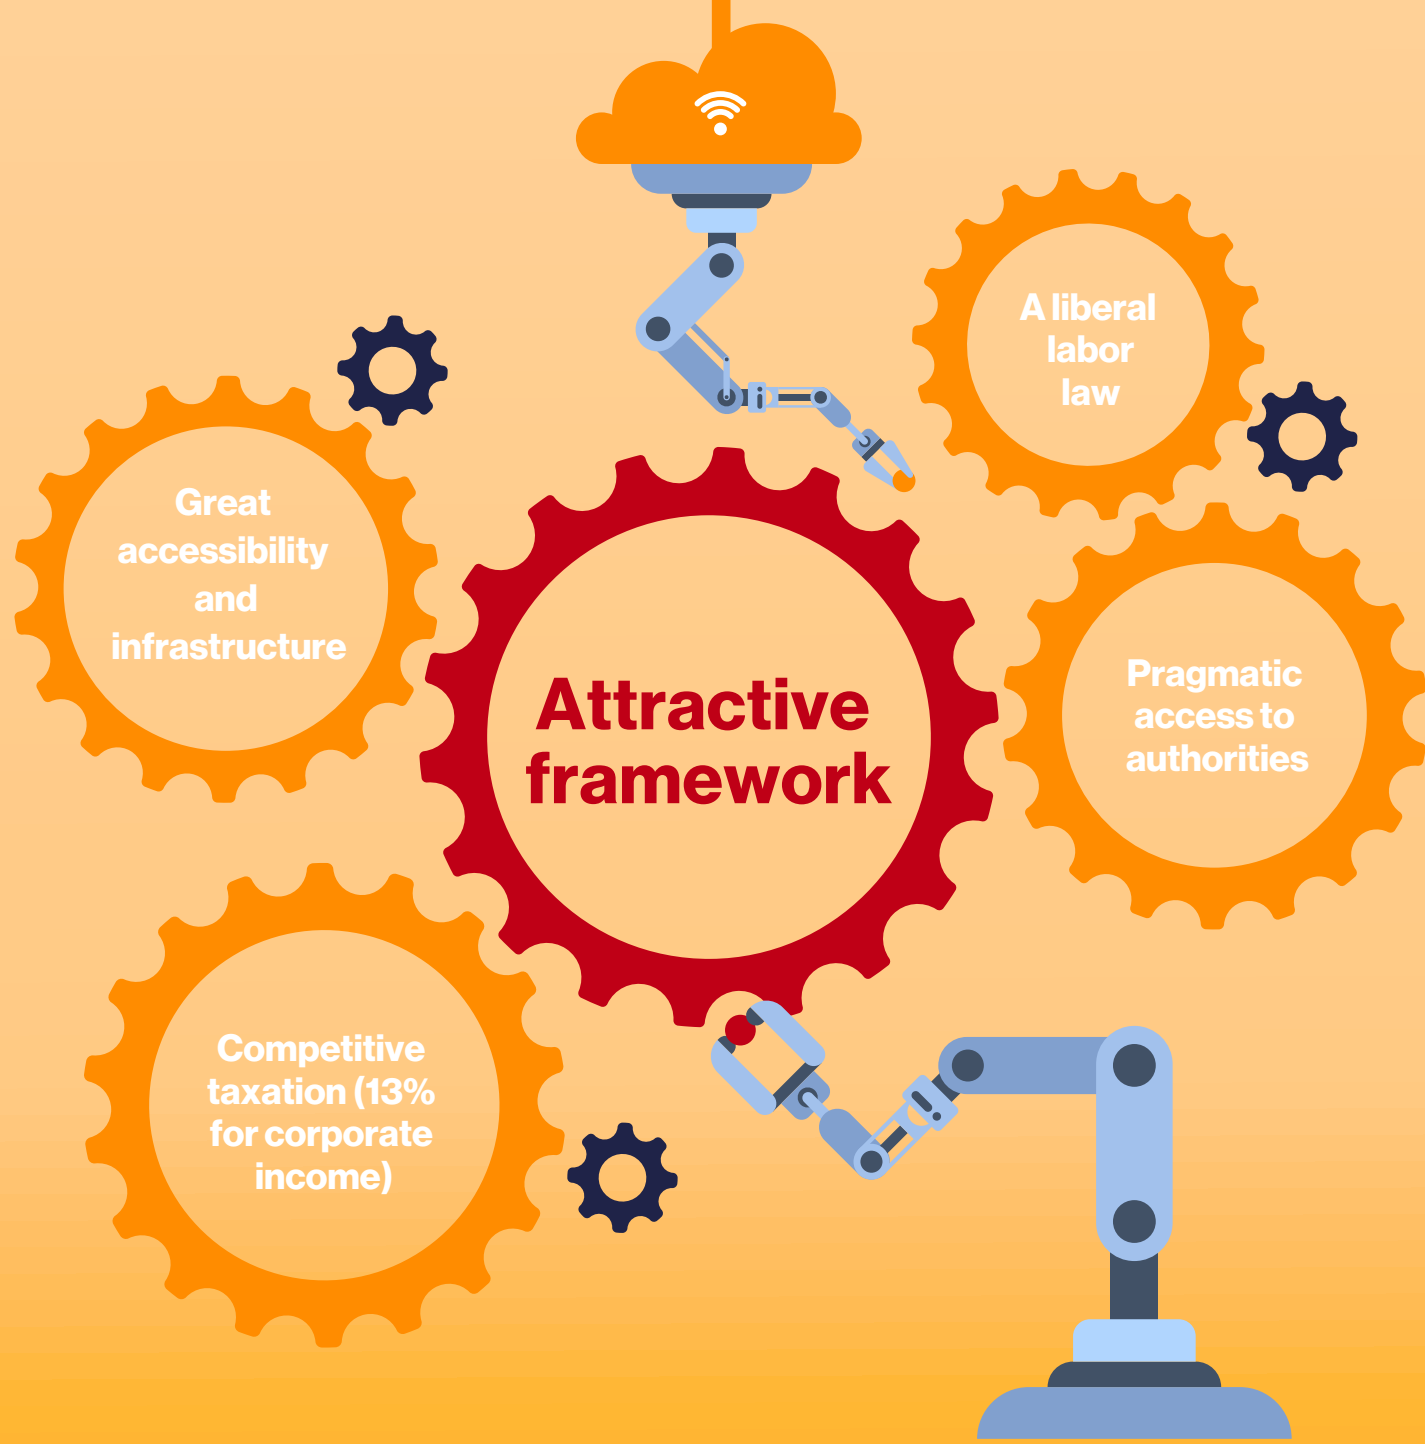 A liberal
labor
law
Great
accessibility
and
infrastructure
Attractive
framework
Pragmatic
access to
authorities
Competitive
taxation (13%
for corporate
income)